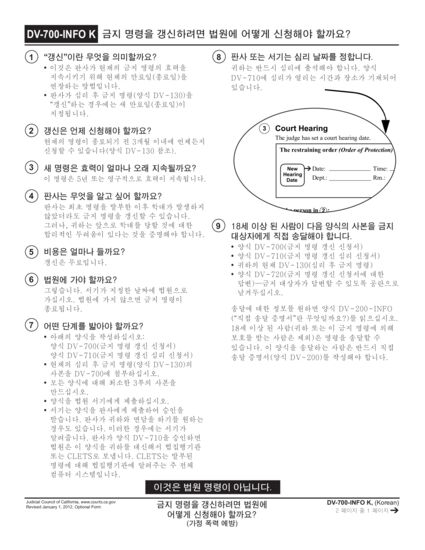 DV-700-INFO K 금지 명령을 갱신하려면 법원에 어떻게 신청해야 할까요?
1 "갱신"이란 무엇을 의미할까요?
• 이것은 판사가 현재의 금지 명령의 효력을
지속시키기 위해 현재의 만료일(종료일)을
연장하는 방법입니다.
• 판사가 심리 후 금지 명령(양식 DV-130)을
"갱신"하는 경우에는 새 만료일(종료일)이
지정됩니다.
2 갱신은 언제 신청해야 할까요?
현재의 명령이 종료되기 전 3개월 이내에 언제든지
신청할 수 있습니다(양식 DV-130 참조).
3 새 명령은 효력이 얼마나 오래 지속될까요?
이 명령은 5년 또는 영구적으로 효력이 지속됩니다.
4 판사는 무엇을 알고 싶어 할까요?
판사는 최초 명령을 발부한 이후 학대가 발생하지
않았더라도 금지 명령을 갱신할 수 있습니다.
그러나, 귀하는 앞으로 학대를 당할 것에 대한
합리적인 두려움이 있다는 것을 증명해야 합니다.
5 비용은 얼마나 들까요?
갱신은 무료입니다.
6 법원에 가야 할까요?
그렇습니다. 서기가 지정한 날짜에 법원으로
가십시오. 법원에 가지 않으면 금지 명령이
종료됩니다.
7 어떤 단계를 밟아야 할까요?
• 아래의 양식을 작성하십시오:
양식 DV-700(금지 명령 갱신 신청서)
양식 DV-710(금지 명령 갱신 심리 신청서)
• 현재의 심리 후 금지 명령(양식 DV-130)의
사본을 DV-700에 첨부하십시오.
• 모든 양식에 대해 최소한 3부의 사본을
만드십시오.
• 양식을 법원 서기에게 제출하십시오.
• 서기는 양식을 판사에게 제출하여 승인을
받습니다. 판사가 귀하와 면담을 하기를 원하는
경우도 있습니다. 이러한 경우에는 서기가
알려줍니다. 판사가 양식 DV-710을 승인하면
법원은 이 양식을 귀하를 대신해서 법집행기관
또는 CLETS로 보냅니다. CLETS는 발부된
명령에 대해 법집행기관에 알려주는 주 전체
컴퓨터 시스템입니다.
8 판사 또는 서기는 심리 날짜를 정합니다.
귀하는 반드시 심리에 출석해야 합니다. 양식
DV-710에 심리가 열리는 시간과 장소가 기재되어
있습니다.
3 Court Hearing
The judge has set a court hearing date.
The restraining order (Order of Protection)
New Hearing Date → Date: Time:
Dept.: Rm.:
person in 2:
9 18세 이상 된 사람이 다음 양식의 사본을 금지
대상자에게 직접 송달해야 합니다.
• 양식 DV-700(금지 명령 갱신 신청서)
• 양식 DV-710(금지 명령 갱신 심리 신청서)
• 귀하의 현재 DV-130(심리 후 금지 명령)
• 양식 DV-720(금지 명령 갱신 신청서에 대한
답변)—금지 대상자가 답변할 수 있도록 공란으로
남겨두십시오.
송달에 대한 정보를 원하면 양식 DV-200-INFO
("직접 송달 증명서"란 무엇일까요?)를 읽으십시오.
18세 이상 된 사람(귀하 또는 이 금지 명령에 의해
보호를 받는 사람은 제외)은 명령을 송달할 수
있습니다. 이 양식을 송달하는 사람은 반드시 직접
송달 증명서(양식 DV-200)를 작성해야 합니다.
이것은 법원 명령이 아닙니다.
Judicial Council of California, www.courts.ca.gov
Revised January 1, 2012, Optional Form
금지 명령을 갱신하려면 법원에
어떻게 신청해야 할까요?
(가정 폭력 예방)
DV-700-INFO K, (Korean)
2 페이지 중 1 페이지 →